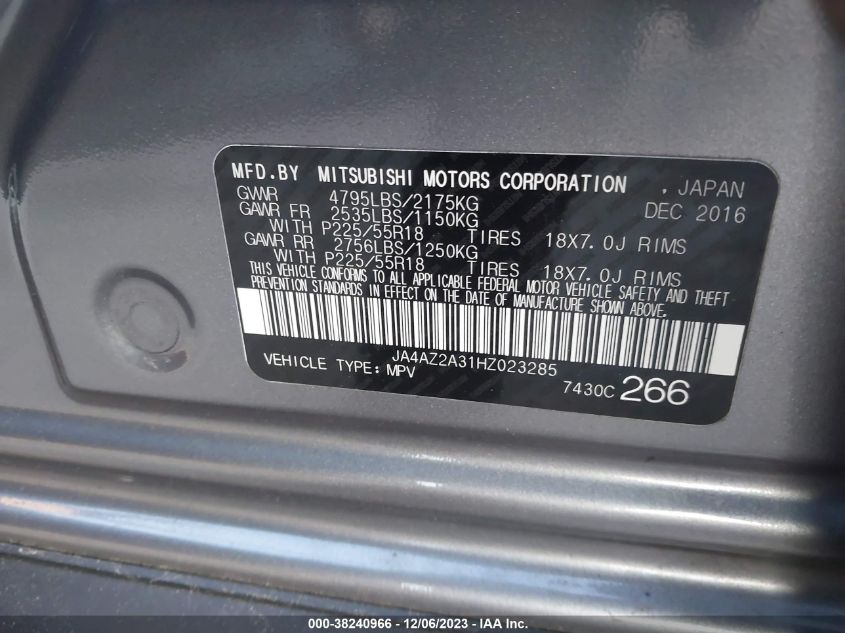 MFD.BY MITSUBISHI MOTORS CORPORATION , JAPAN
GVWR 4795LBS/2175KG DEC 2016
GAWR FR 2535LBS/1150KG
WITH P225/55R18 TIRES 18X7.0J RIMS
GAWR RR 2756LBS/1250KG
WITH P225/55R18 TIRES 18X7.0J RIMS
THIS VEHICLE CONFORMS TO ALL APPLICABLE FEDERAL MOTOR VEHICLE SAFETY AND THEFT
PREVENTION STANDARDS IN EFFECT ON THE DATE OF MANUFACTURE SHOWN ABOVE.
JA4AZ2A31HZ023285
VEHICLE TYPE: MPV
7430C 266
000-38240966 - 12/06/2023 - IAA Inc.